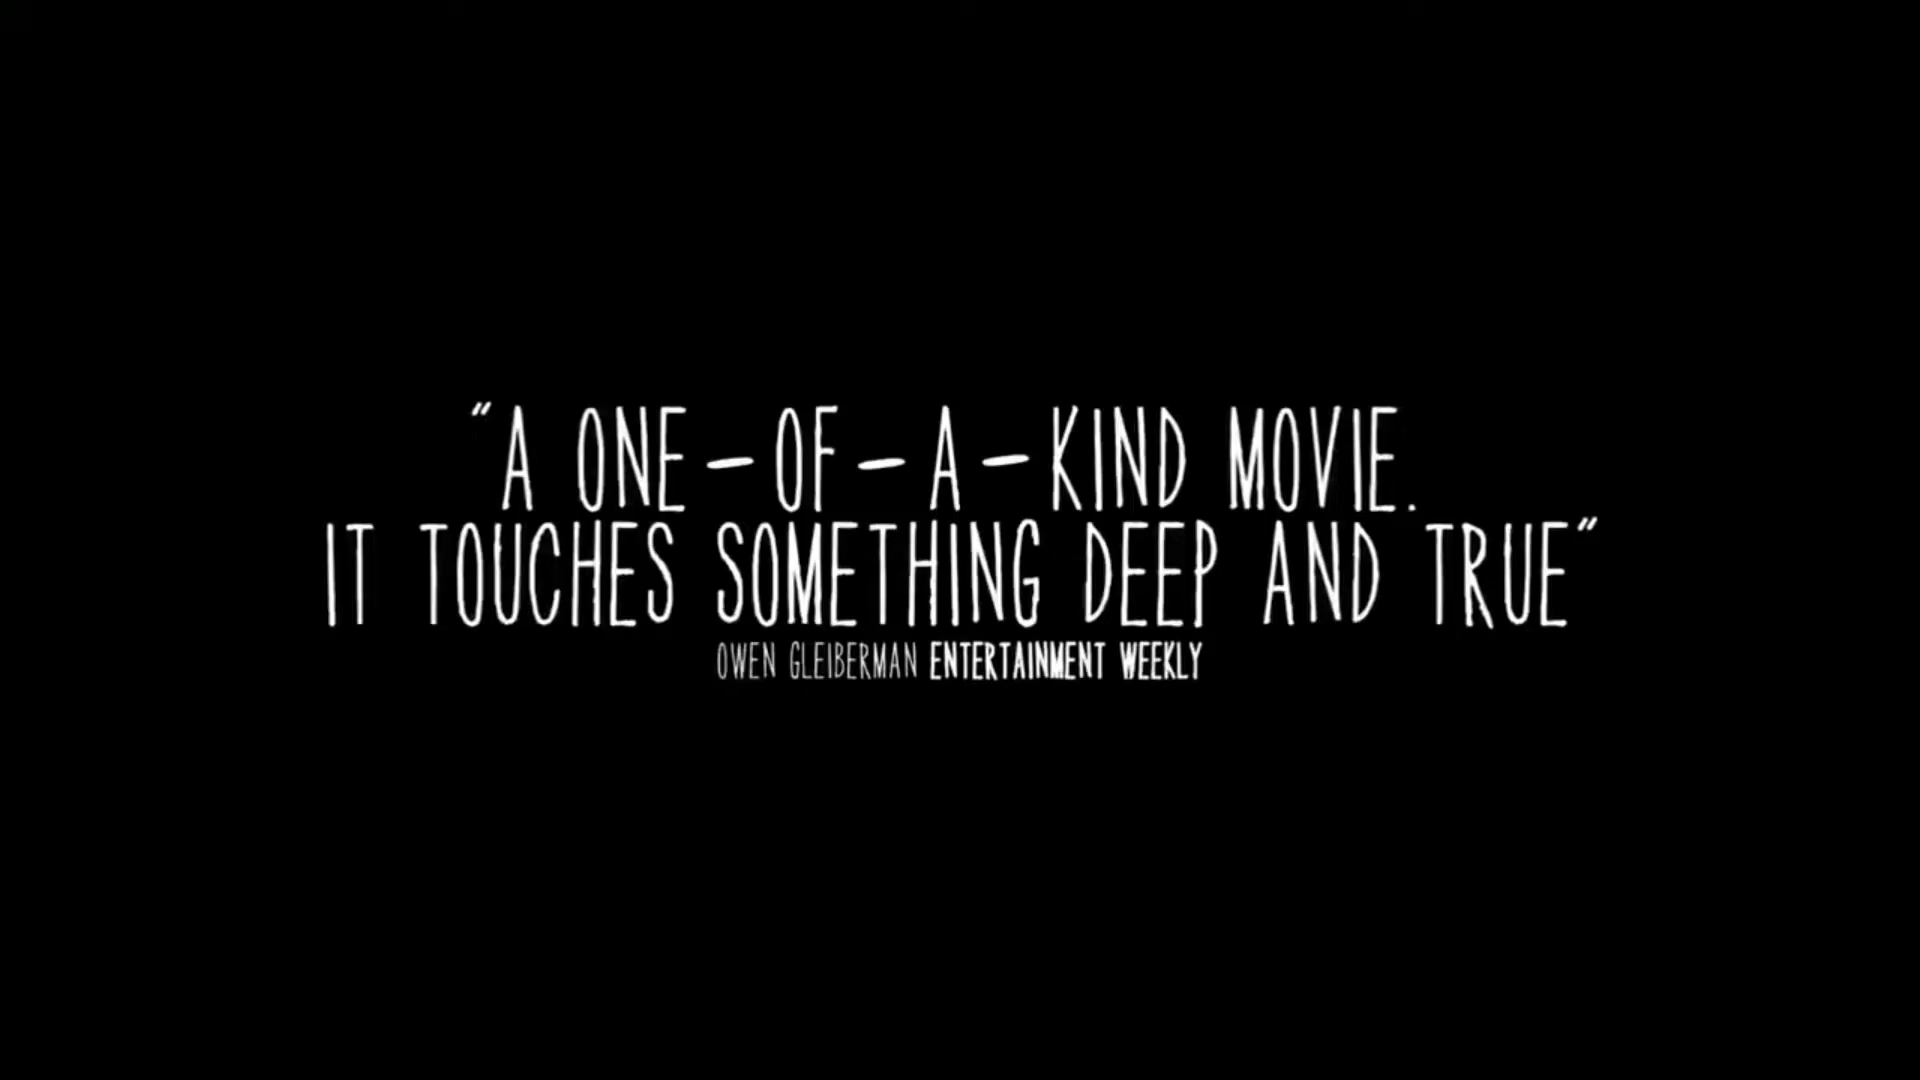 "A ONE-OF-A-KIND MOVIE.
IT TOUCHES SOMETHING DEEP AND TRUE"
OWEN GLEIBERMAN ENTERTAINMENT WEEKLY